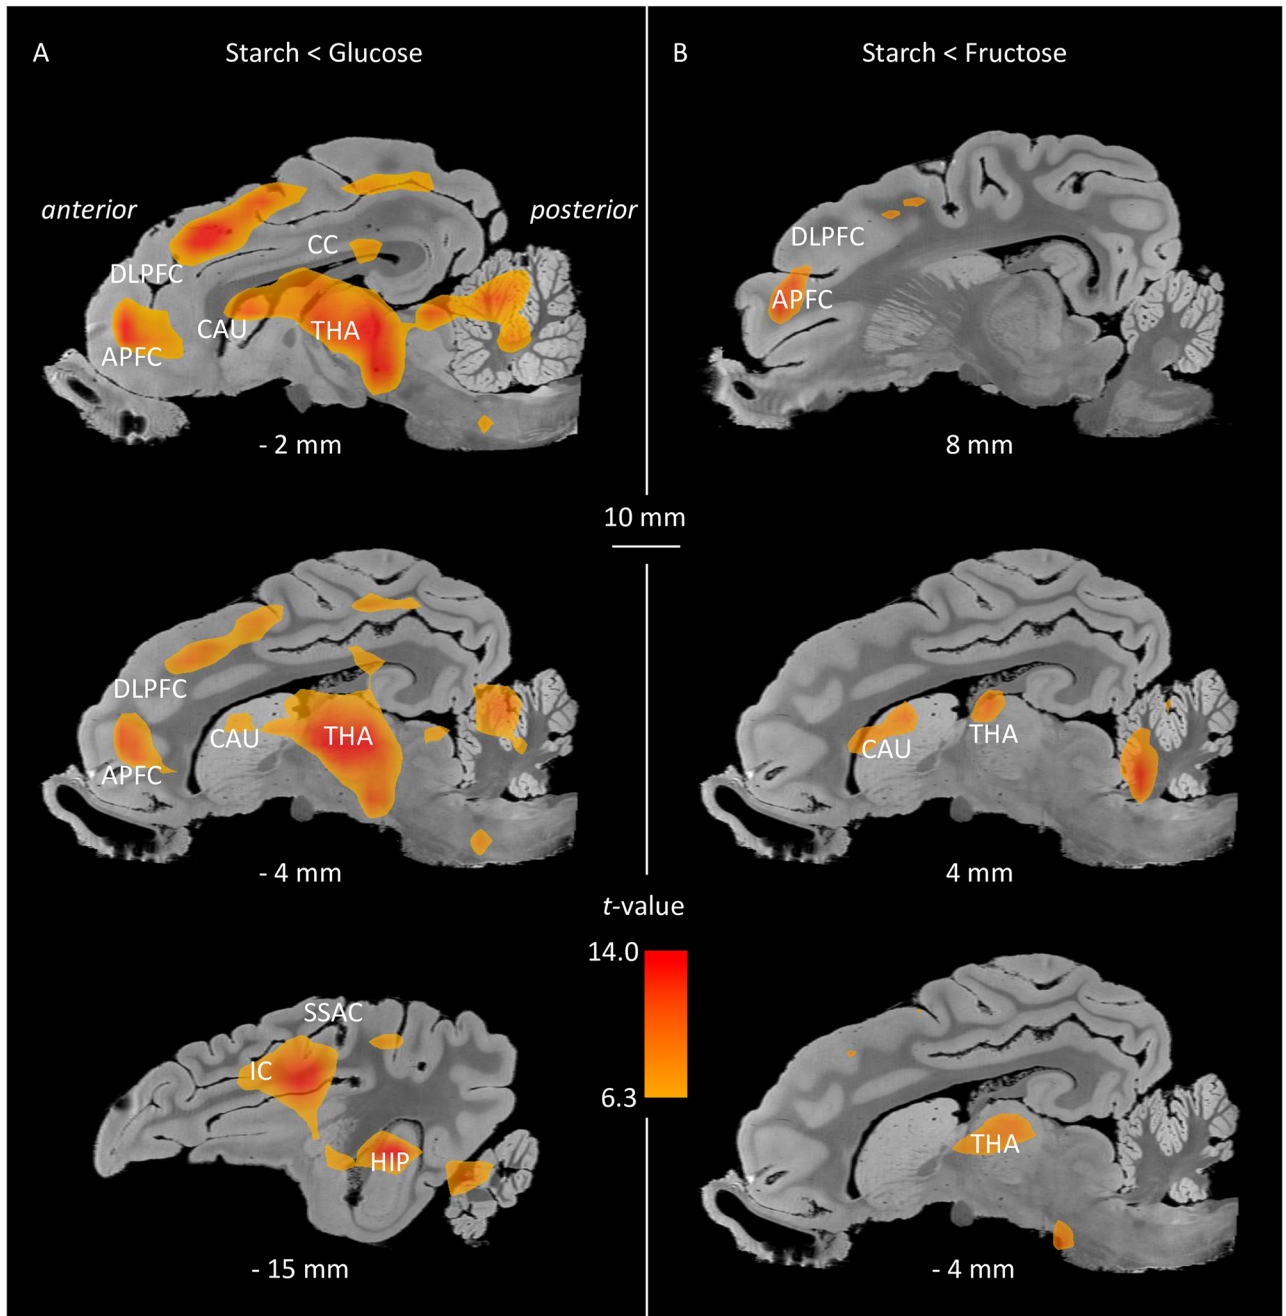 A
Starch < Glucose
B
Starch < Fructose
anterior
posterior
CC
DLPFC
CAU
THA
APFC
- 2 mm
DLPFC
APFC
8 mm
10 mm
DLPFC
CAU
THA
APFC
- 4 mm
CAU
THA
4 mm
t-value
14.0
6.3
SSAC
IC
HIP
- 15 mm
THA
- 4 mm